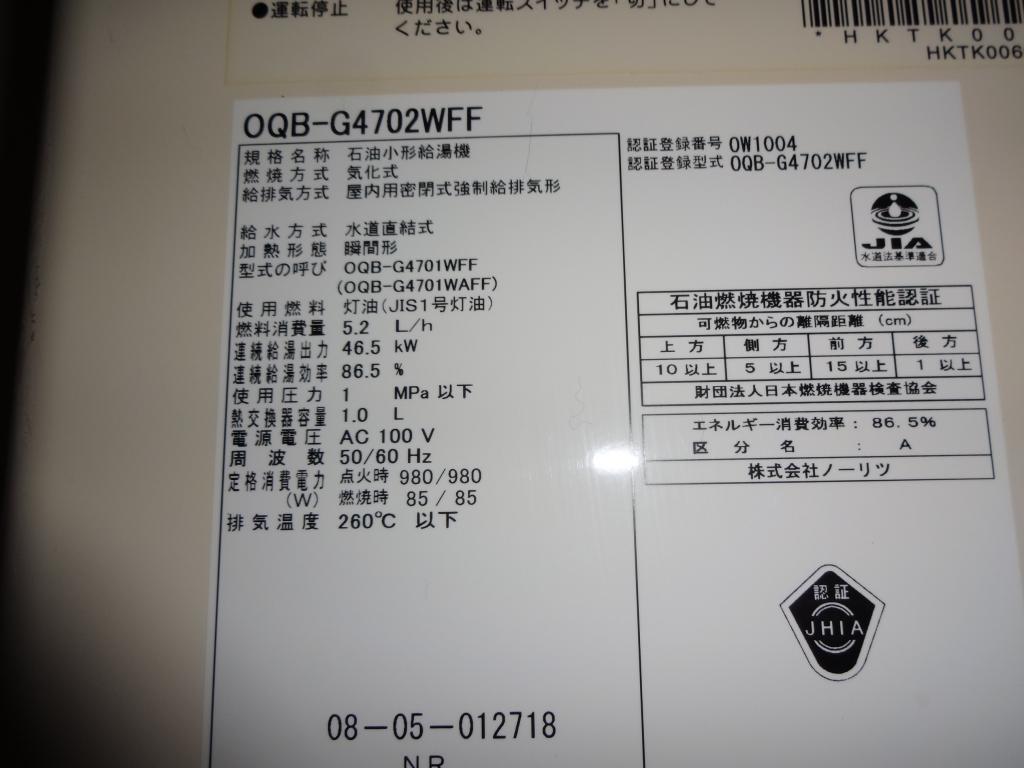 ●運転停止 使用後は運転スイッチを「切」にして
ください。
*HKTK00
HKTK006
OQB-G4702WFF
規格名称 石油小形給湯機
燃焼方式 気化式
給排気方式 屋内用密閉式強制給排気形
給水方式 水道直結式
加熱形態 瞬間形
型式の呼び OQB-G4701WFF
(OQB-G4701WAFF)
使用燃料 灯油(JIS1号灯油)
燃料消費量 5.2 L/h
連続給湯出力 46.5 kW
連続給湯効率 86.5 %
使用圧力 1 MPa 以下
熱交換器容量 1.0 L
電源電圧 AC 100 V
周波数 50/60 Hz
定格消費電力 点火時 980/980
(W) 燃焼時 85/85
排気温度 260℃ 以下
08-05-012718
NR
認証登録番号 OW1004
認証登録型式 OQB-G4702WFF
JIA
水道法基準適合
石油燃焼機器防火性能認証
可燃物からの離隔距離 (cm)
上方 側方 前方 後方
10以上 5以上 15以上 1以上
財団法人日本燃焼機器検査協会
エネルギー消費効率: 86.5%
区分名 : A
株式会社ノーリツ
認証
JHIA